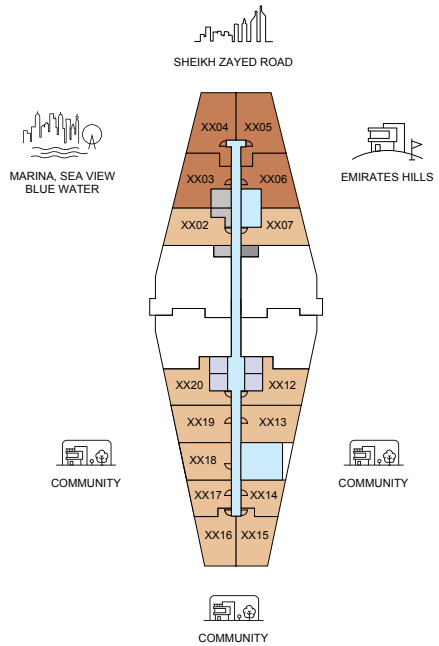 SHEIKH ZAYED ROAD
XX04 XX05
MARINA, SEA VIEW
BLUE WATER
EMIRATES HILLS
XX03 XX06
XX02 XX07
XX20 XX12
XX19 XX13
XX18
COMMUNITY
COMMUNITY
XX17 XX14
XX16 XX15
COMMUNITY